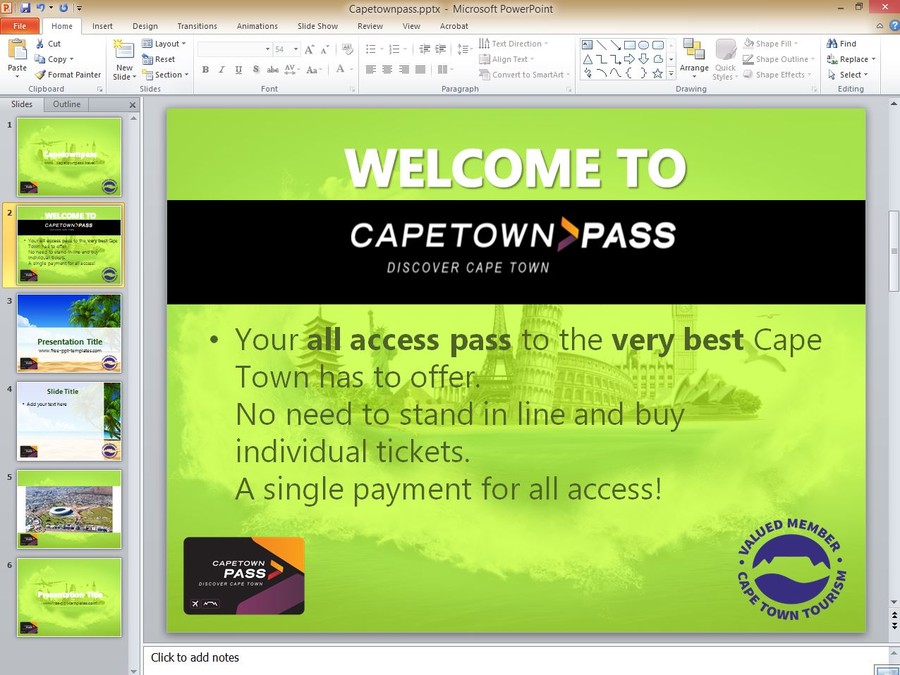 Capetownpass.pptx - Microsoft PowerPoint
File Home Insert Design Transitions Animations Slide Show Review View Acrobat
Paste
Cut
Copy
Format Painter
Clipboard
New
Slide
Layout
Reset
Section
Slides
54
B I U S abc AV Aa A
Font
Text Direction
Align Text
Convert to SmartArt
Paragraph
Arrange
Quick
Styles
Shape Fill
Shape Outline
Shape Effects
Drawing
Find
Replace
Select
Editing
Slides Outline
1
Capetownpass
2
WELCOME TO
CAPETOWN PASS
Your all access pass to the very best Cape
Town has to offer.
No need to stand in line and buy
individual tickets.
A single payment for all access!
3
Presentation Title
www.free-ppt-templates.com
4
Slide Title
Add your text here
5
6
Presentation Title
WELCOME TO
CAPETOWN PASS
DISCOVER CAPE TOWN
• Your all access pass to the very best Cape
Town has to offer.
No need to stand in line and buy
individual tickets.
A single payment for all access!
CAPETOWN
PASS
DISCOVER CAPE TOWN
• VALUED MEMBER •
CAPE TOWN TOURISM
Click to add notes